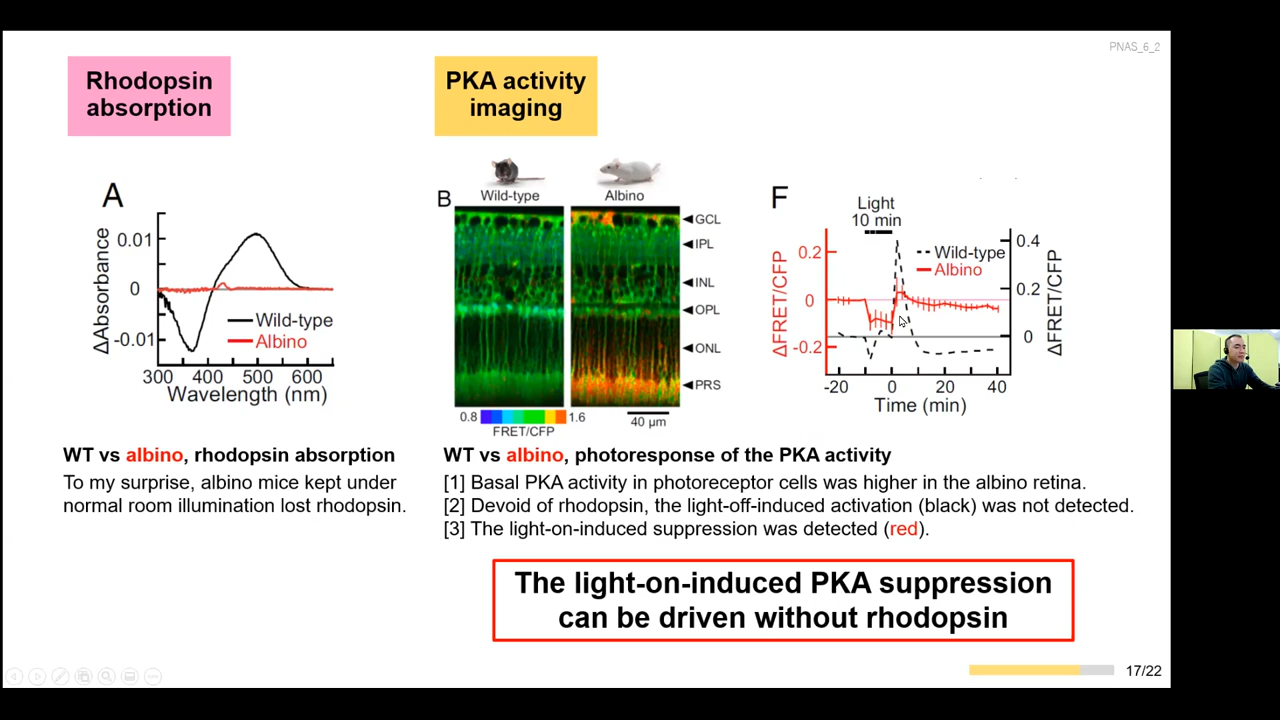 PNAS_6_2
Rhodopsin
absorption
PKA activity
imaging
A
ΔAbsorbance
0.01
0
-0.01
Wild-type
Albino
300 400 500 600
Wavelength (nm)
B
Wild-type
Albino
GCL
IPL
INL
OPL
ONL
PRS
0.8
1.6
FRET/CFP
40 µm
F
Light
10 min
Wild-type
Albino
ΔFRET/CFP
0.2
0
-0.2
0.4
0.2
0
ΔFRET/CFP
-20 0 20 40
Time (min)
WT vs albino, rhodopsin absorption
To my surprise, albino mice kept under
normal room illumination lost rhodopsin.
WT vs albino, photoresponse of the PKA activity
[1] Basal PKA activity in photoreceptor cells was higher in the albino retina.
[2] Devoid of rhodopsin, the light-off-induced activation (black) was not detected.
[3] The light-on-induced suppression was detected (red).
The light-on-induced PKA suppression
can be driven without rhodopsin
17/22